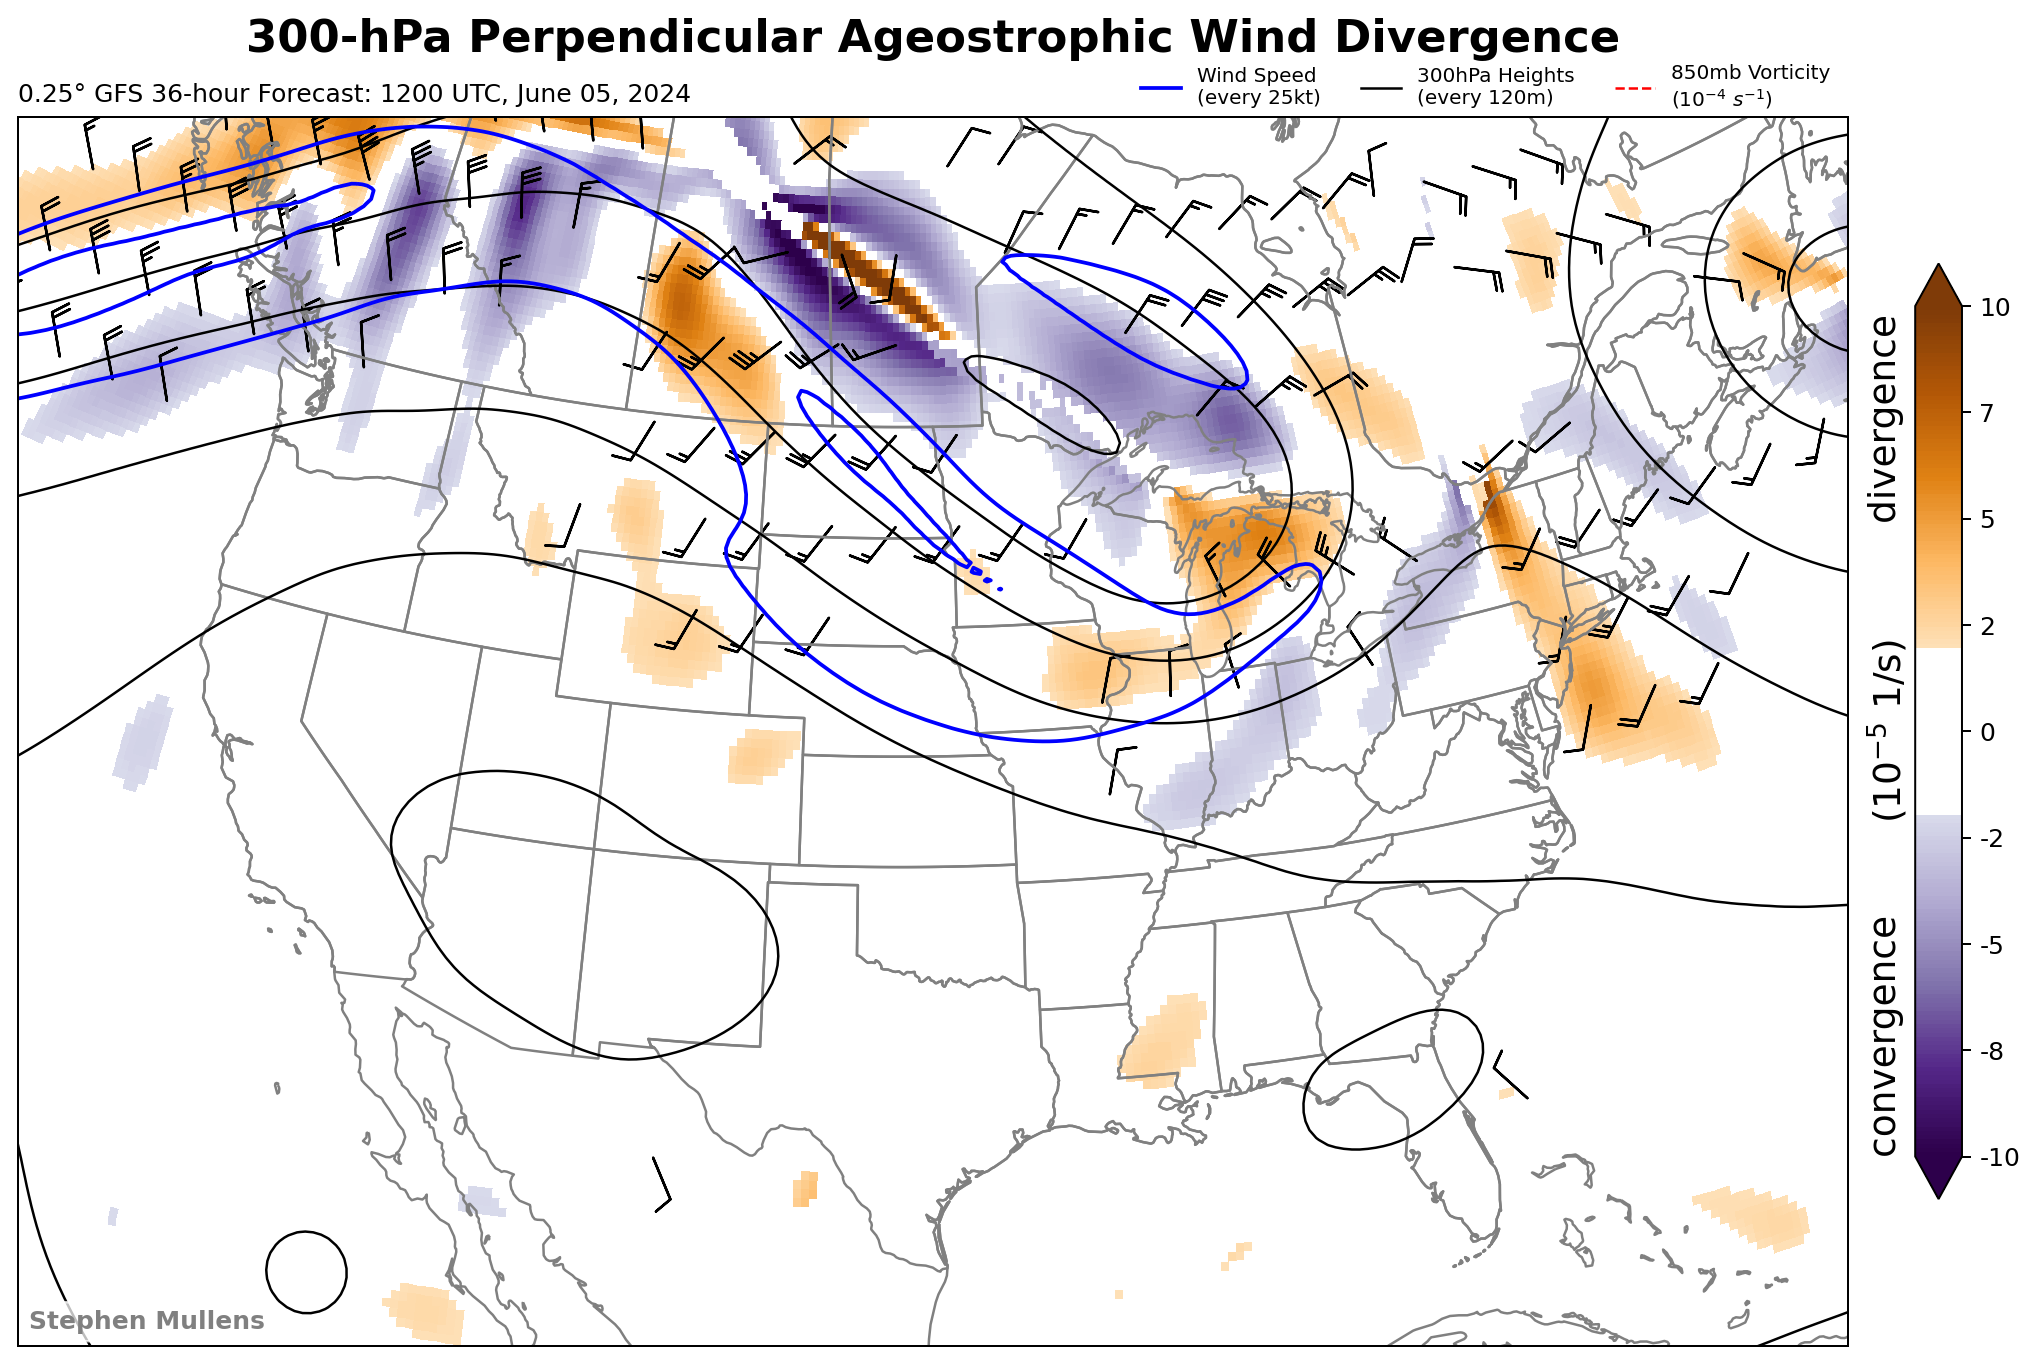 300-hPa Perpendicular Ageostrophic Wind Divergence
0.25° GFS 36-hour Forecast: 1200 UTC, June 05, 2024
Wind Speed
(every 25kt)
300hPa Heights
(every 120m)
850mb Vorticity
(10⁻⁴ s⁻¹)
10
7
5
2
0
-2
-5
-8
-10
convergence (10⁻⁵ 1/s) divergence
Stephen Mullens